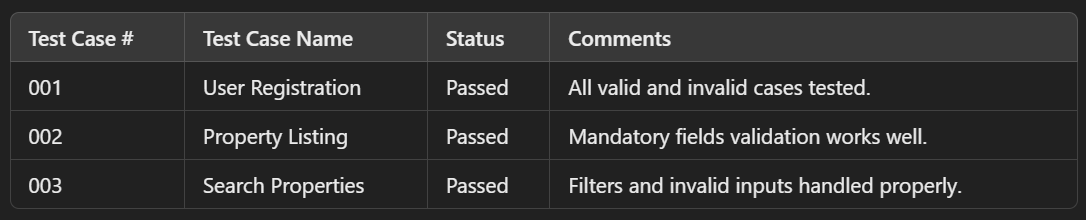 Test Case # Test Case Name Status Comments
001 User Registration Passed All valid and invalid cases tested.
002 Property Listing Passed Mandatory fields validation works well.
003 Search Properties Passed Filters and invalid inputs handled properly.